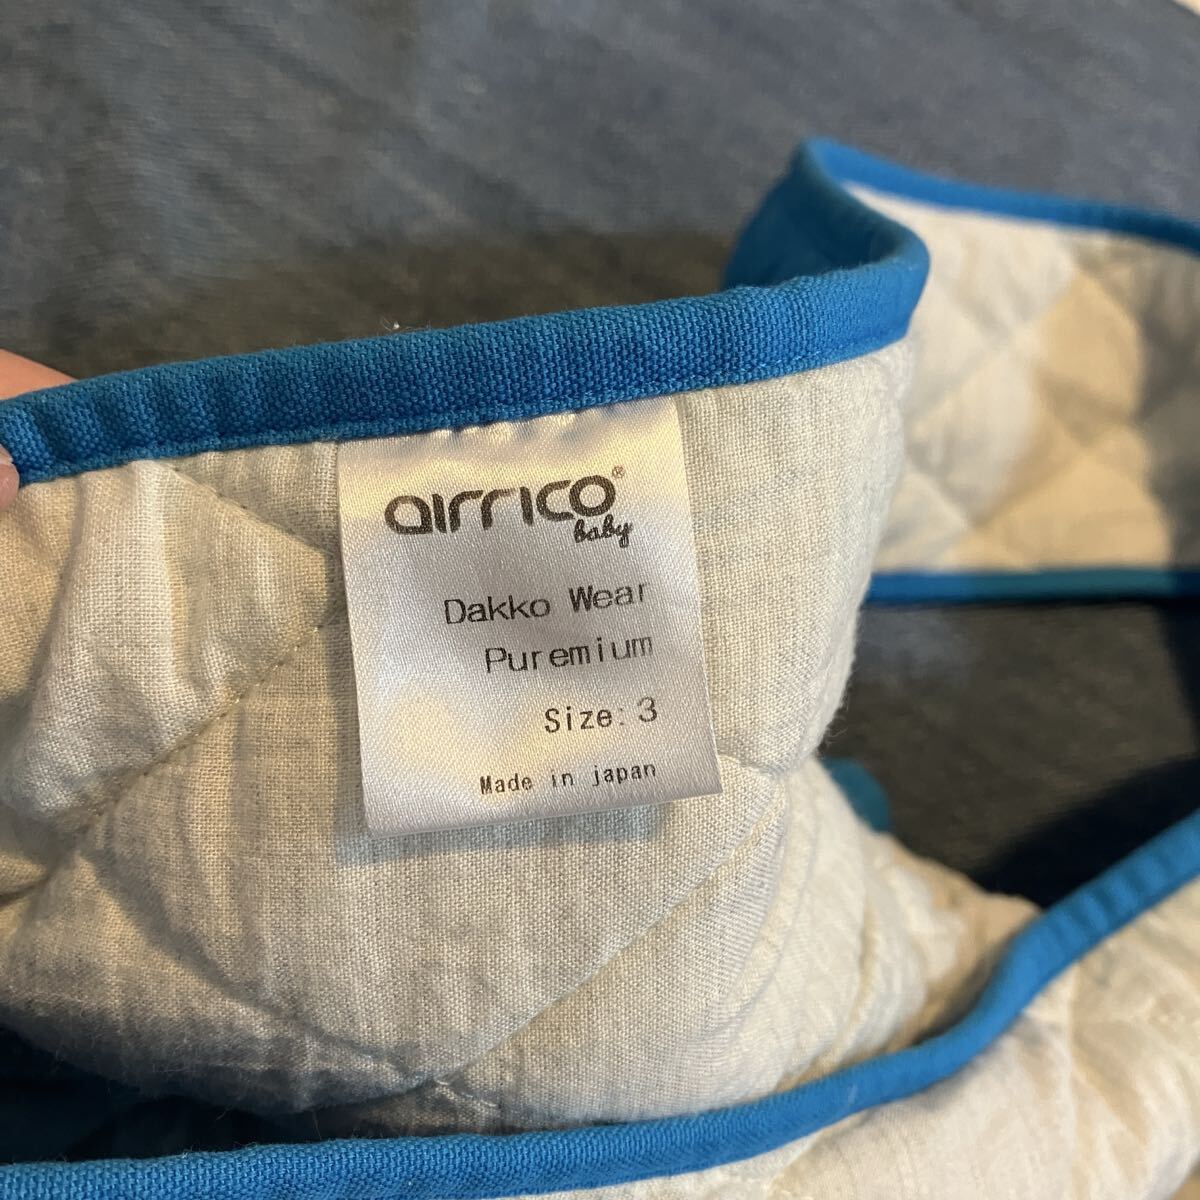 airrico®
baby
Dakko Wear
Puremium
Size:3
Made in japan